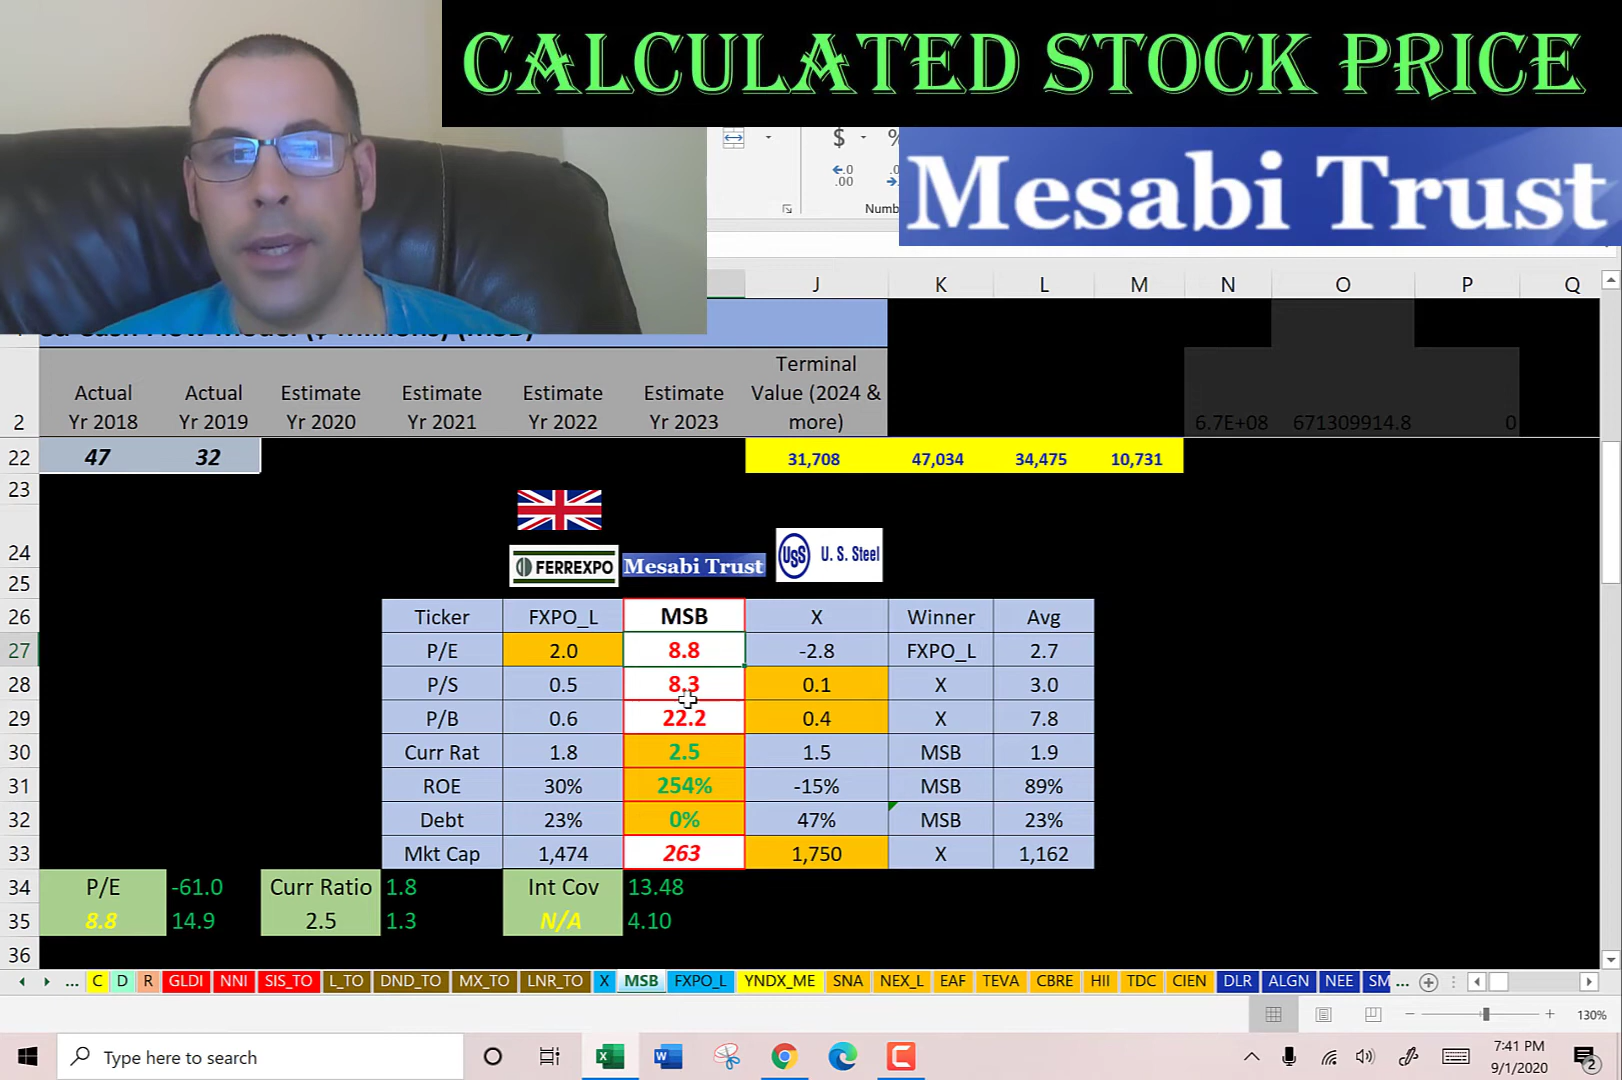 CALCULATED STOCK PRICE
Mesabi Trust
$ %
←.0 .00
.0 →
Numb
J K L M N O P Q
Actual Yr 2018
Actual Yr 2019
Estimate Yr 2020
Estimate Yr 2021
Estimate Yr 2022
Estimate Yr 2023
Terminal Value (2024 & more)
2 6.7E+08 671309914.8 0
22 47 32 31,708 47,034 34,475 10,731
23
24
25
FERREXPO
Mesabi Trust
USS U. S. Steel
26 Ticker FXPO_L MSB X Winner Avg
27 P/E 2.0 8.8 -2.8 FXPO_L 2.7
28 P/S 0.5 8.3 0.1 X 3.0
29 P/B 0.6 22.2 0.4 X 7.8
30 Curr Rat 1.8 2.5 1.5 MSB 1.9
31 ROE 30% 254% -15% MSB 89%
32 Debt 23% 0% 47% MSB 23%
33 Mkt Cap 1,474 263 1,750 X 1,162
34 P/E -61.0 Curr Ratio 1.8 Int Cov 13.48
35 8.8 14.9 2.5 1.3 N/A 4.10
36
... C D R GLDI NNI SIS_TO L_TO DND_TO MX_TO LNR_TO X MSB FXPO_L YNDX_ME SNA NEX_L EAF TEVA CBRE HII TDC CIEN DLR ALGN NEE SM ...
130%
Type here to search
7:41 PM
9/1/2020
2